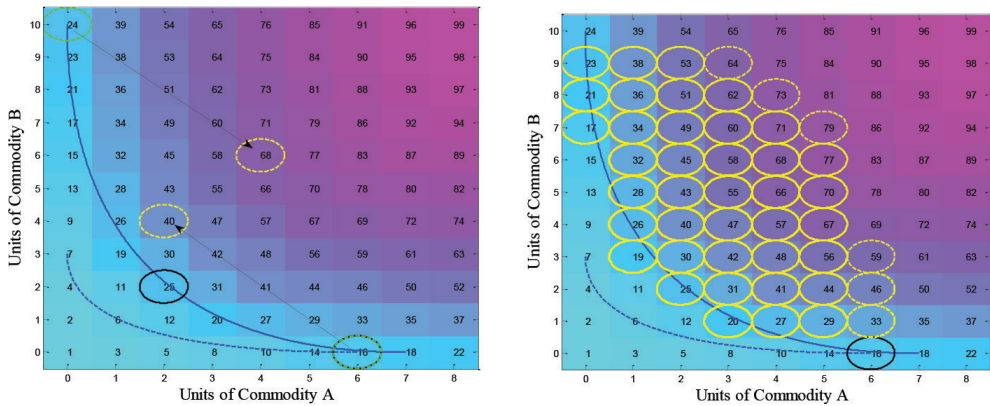 Units of Commodity B
10 24 39 54 65 76 85 91 96 99
9 23 38 53 64 75 84 90 95 98
8 21 36 51 62 73 81 88 93 97
7 17 34 49 60 71 79 86 92 94
6 15 32 45 58 68 77 83 87 89
5 13 28 43 55 66 70 78 80 82
4 9 26 40 47 57 67 69 72 74
3 7 19 30 42 48 56 59 61 63
2 4 11 25 31 41 44 46 50 52
1 2 6 12 20 27 29 33 35 37
0 1 3 5 8 10 14 16 18 22
0 1 2 3 4 5 6 7 8
Units of Commodity A
Units of Commodity B
10 24 39 54 65 76 85 91 96 99
9 23 38 53 64 75 84 90 95 98
8 21 36 51 62 73 81 88 93 97
7 17 34 49 60 71 79 86 92 94
6 15 32 45 58 68 77 83 87 89
5 13 28 43 55 66 70 78 80 82
4 9 26 40 47 57 67 69 72 74
3 7 19 30 42 48 56 59 61 63
2 4 11 25 31 41 44 46 50 52
1 2 6 12 20 27 29 33 35 37
0 1 3 5 8 10 14 16 18 22
0 1 2 3 4 5 6 7 8
Units of Commodity A